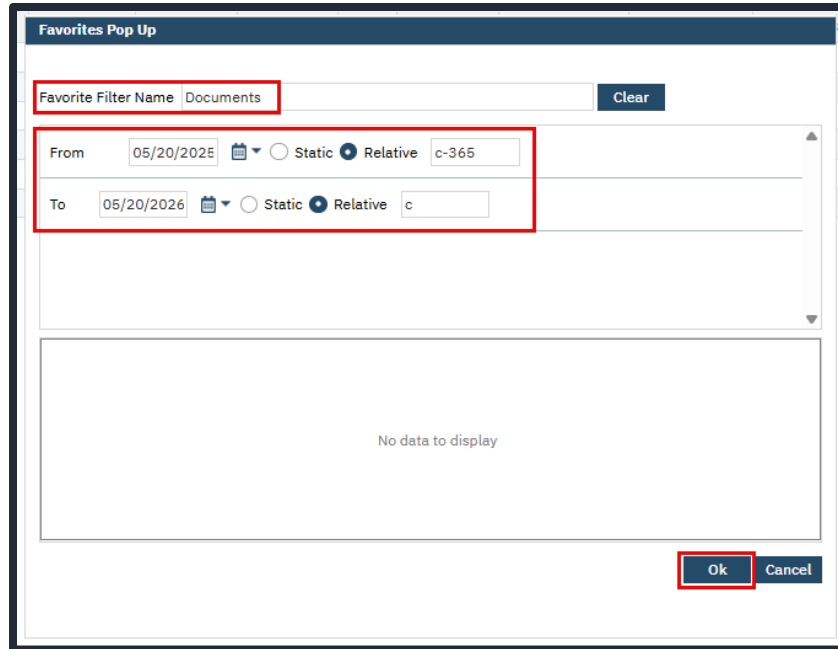 Favorites Pop Up
Favorite Filter Name Documents Clear
From 05/20/2025 Static Relative c-365
To 05/20/2026 Static Relative c
No data to display
Ok Cancel